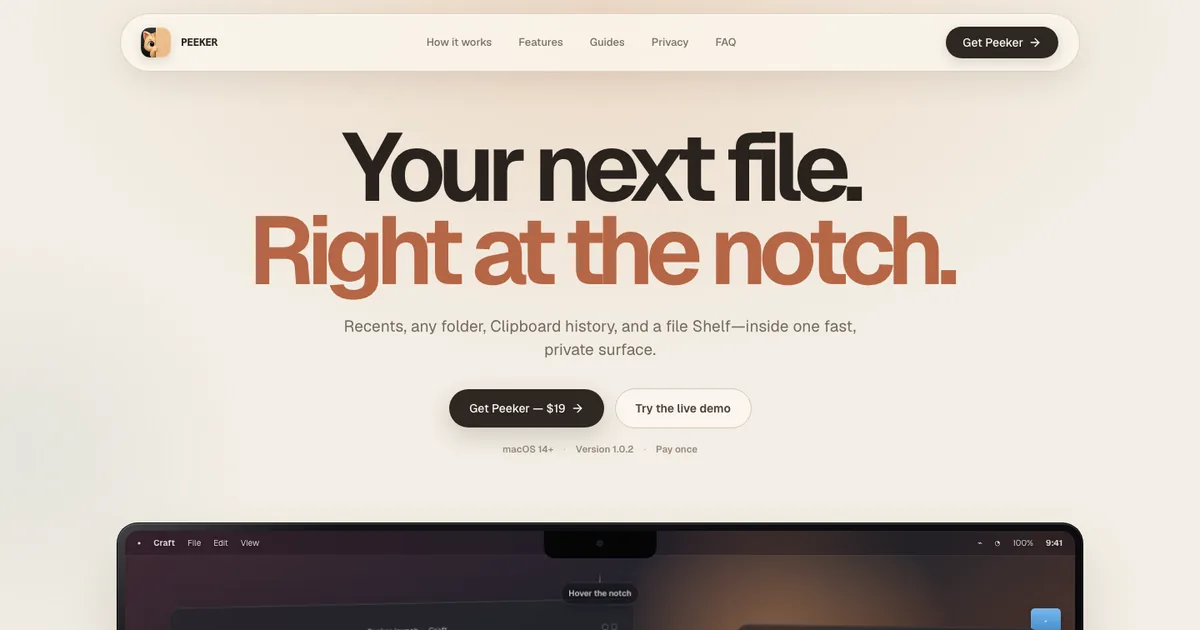 PEEKER
How it works
Features
Guides
Privacy
FAQ
Get Peeker →
Your next file.
Right at the notch.
Recents, any folder, Clipboard history, and a file Shelf—inside one fast,
private surface.
Get Peeker — $19 →
Try the live demo
macOS 14+ · Version 1.0.2 · Pay once
Craft File Edit View
100% 9:41
Hover the notch